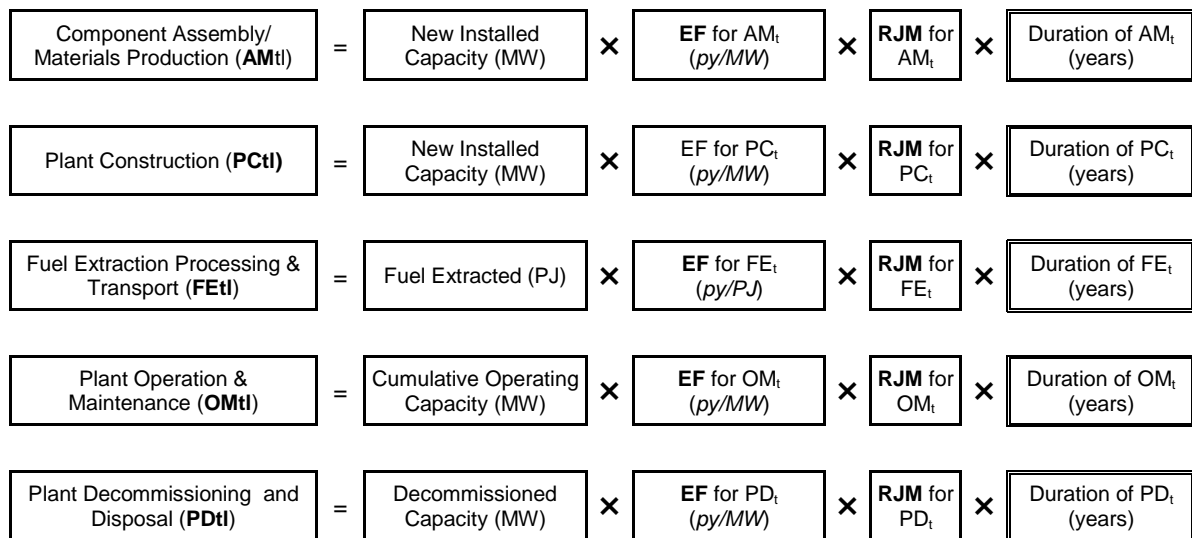 Component Assembly/
Materials Production (AMtl)
=
New Installed
Capacity (MW)
×
EF for AMt
(py/MW)
×
RJM for
AMt
×
Duration of AMt
(years)
Plant Construction (PCtl)
=
New Installed
Capacity (MW)
×
EF for PCt
(py/MW)
×
RJM for
PCt
×
Duration of PCt
(years)
Fuel Extraction Processing &
Transport (FEtl)
=
Fuel Extracted (PJ)
×
EF for FEt
(py/PJ)
×
RJM for
FEt
×
Duration of FEt
(years)
Plant Operation &
Maintenance (OMtl)
=
Cumulative Operating
Capacity (MW)
×
EF for OMt
(py/MW)
×
RJM for
OMt
×
Duration of OMt
(years)
Plant Decommissioning and
Disposal (PDtl)
=
Decommissioned
Capacity (MW)
×
EF for PDt
(py/MW)
×
RJM for
PDt
×
Duration of PDt
(years)